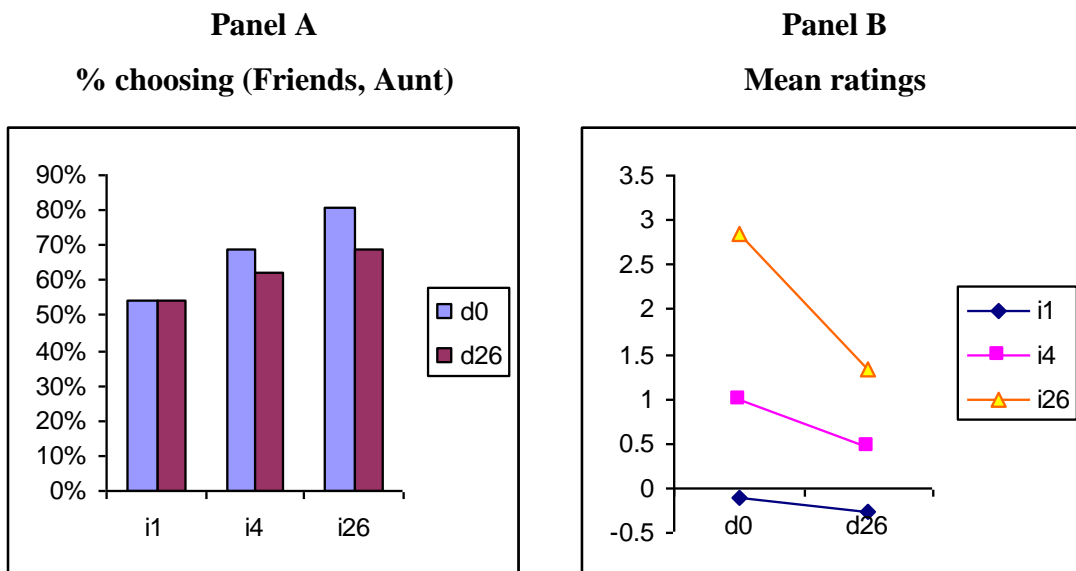 Panel A
% choosing (Friends, Aunt)
90%
80%
70%
60%
50%
40%
30%
20%
10%
0%
i1 i4 i26
d0
d26
Panel B
Mean ratings
3.5
3
2.5
2
1.5
1
0.5
0
-0.5
d0 d26
i1
i4
i26